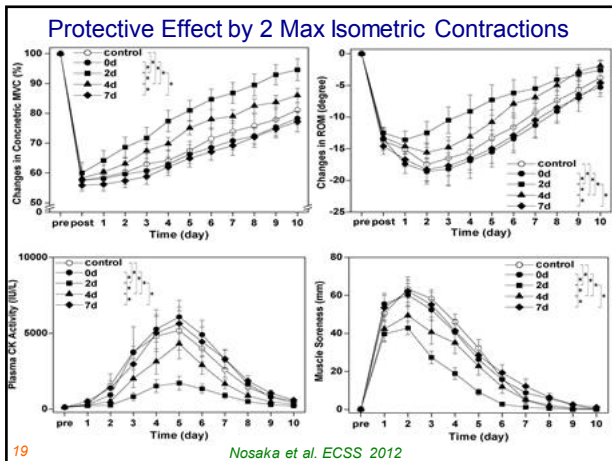 Protective Effect by 2 Max Isometric Contractions
Changes in Concnetric MVC (%)
100
90
80
70
60
50
0
control
0d
2d
4d
7d
pre post 1 2 3 4 5 6 7 8 9 10
Time (day)
Changes in ROM (degree)
0
-5
-10
-15
-20
-25
control
0d
2d
4d
7d
pre post 1 2 3 4 5 6 7 8 9 10
Time (day)
Plasma CK Activity (IU/L)
10000
5000
0
control
0d
2d
4d
7d
pre 1 2 3 4 5 6 7 8 9 10
Time (day)
Muscle Soreness (mm)
80
60
40
20
0
control
0d
2d
4d
7d
pre 1 2 3 4 5 6 7 8 9 10
Time (day)
19
Nosaka et al. ECSS 2012